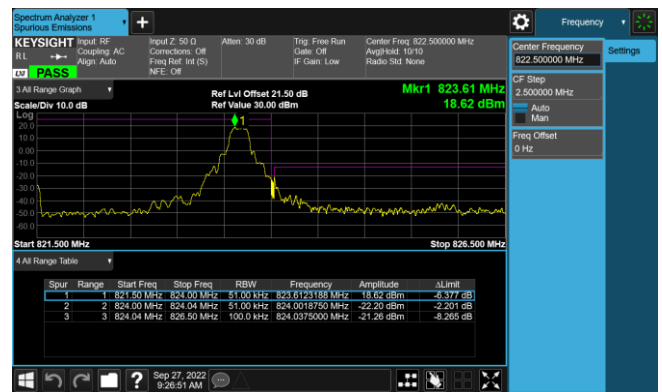 Spectrum Analyzer 1
Spurious Emissions
+
Frequency
KEYSIGHT
RL
PASS
Input: RF
Coupling: AC
Align: Auto
Input Z: 50 Ω
Corrections: Off
Freq Ref: Int (S)
NFE: Off
Atten: 30 dB
Trig: Free Run
Gate: Off
IF Gain: Low
Center Freq: 822.500000 MHz
Avg|Hold: 10/10
Radio Std: None
Center Frequency
822.500000 MHz
Settings
CF Step
2.500000 MHz
Auto
Man
Freq Offset
0 Hz
3 All Range Graph
Scale/Div 10.0 dB
Ref Lvl Offset 21.50 dB
Ref Value 30.00 dBm
Mkr1 823.61 MHz
18.62 dBm
Log
20.0
10.0
0.00
-10.0
-20.0
-30.0
-40.0
-50.0
-60.0
1
Start 821.500 MHz
Stop 826.500 MHz
4 All Range Table
Spur Range Start Freq Stop Freq RBW Frequency Amplitude ΔLimit
1 1 821.50 MHz 824.00 MHz 51.00 kHz 823.6123188 MHz 18.62 dBm -6.377 dB
2 2 824.00 MHz 824.04 MHz 51.00 kHz 824.0018750 MHz -22.20 dBm -2.201 dB
3 3 824.04 MHz 826.50 MHz 100.0 kHz 824.0375000 MHz -21.26 dBm -8.265 dB
?
Sep 27, 2022
9:26:51 AM